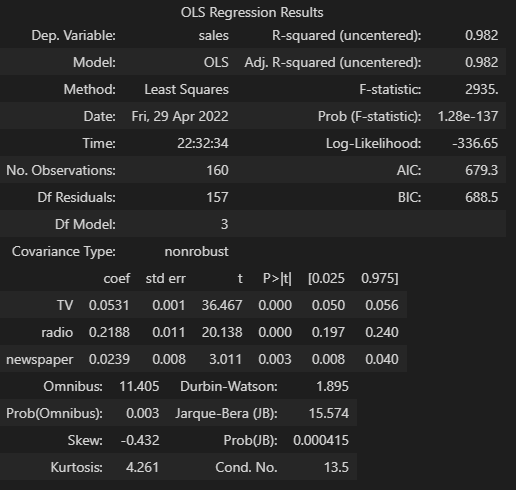 OLS Regression Results
Dep. Variable: sales R-squared (uncentered): 0.982
Model: OLS Adj. R-squared (uncentered): 0.982
Method: Least Squares F-statistic: 2935.
Date: Fri, 29 Apr 2022 Prob (F-statistic): 1.28e-137
Time: 22:32:34 Log-Likelihood: -336.65
No. Observations: 160 AIC: 679.3
Df Residuals: 157 BIC: 688.5
Df Model: 3
Covariance Type: nonrobust
coef std err t P>|t| [0.025 0.975]
TV 0.0531 0.001 36.467 0.000 0.050 0.056
radio 0.2188 0.011 20.138 0.000 0.197 0.240
newspaper 0.0239 0.008 3.011 0.003 0.008 0.040
Omnibus: 11.405 Durbin-Watson: 1.895
Prob(Omnibus): 0.003 Jarque-Bera (JB): 15.574
Skew: -0.432 Prob(JB): 0.000415
Kurtosis: 4.261 Cond. No. 13.5